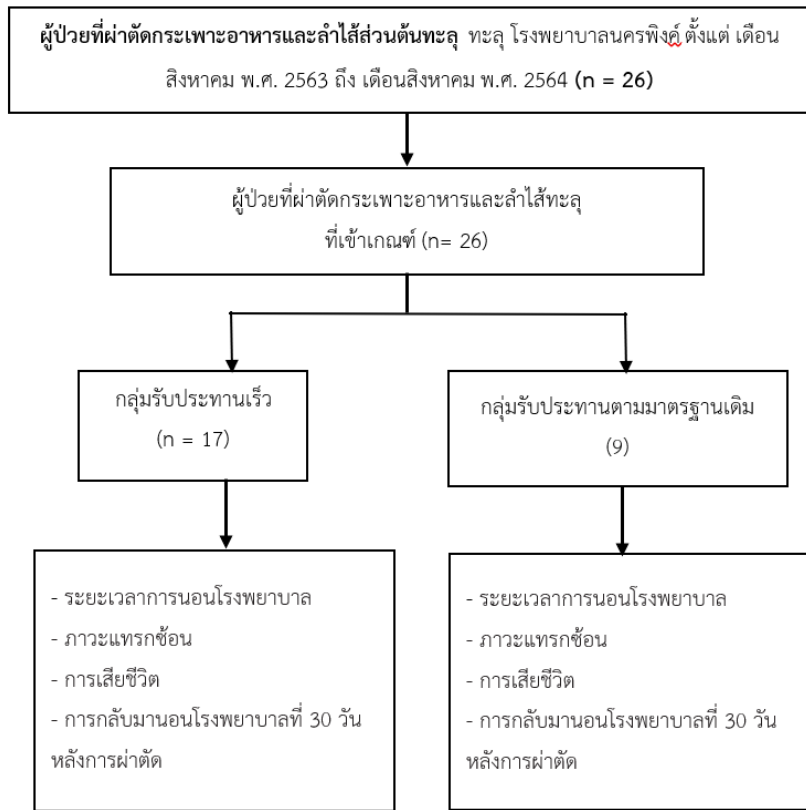 ผู้ป่วยที่ผ่าตัดกระเพาะอาหารและลำไส้ส่วนต้นทะลุ ทะลุ โรงพยาบาลนครพิงค์ ตั้งแต่ เดือน
สิงหาคม พ.ศ. 2563 ถึง เดือนสิงหาคม พ.ศ. 2564 (n = 26)
ผู้ป่วยที่ผ่าตัดกระเพาะอาหารและลำไส้ทะลุ
ที่เข้าเกณฑ์ (n= 26)
กลุ่มรับประทานเร็ว
(n = 17)
กลุ่มรับประทานตามมาตรฐานเดิม
(9)
- ระยะเวลาการนอนโรงพยาบาล
- ภาวะแทรกซ้อน
- การเสียชีวิต
- การกลับมานอนโรงพยาบาลที่ 30 วัน
หลังการผ่าตัด
- ระยะเวลาการนอนโรงพยาบาล
- ภาวะแทรกซ้อน
- การเสียชีวิต
- การกลับมานอนโรงพยาบาลที่ 30 วัน
หลังการผ่าตัด